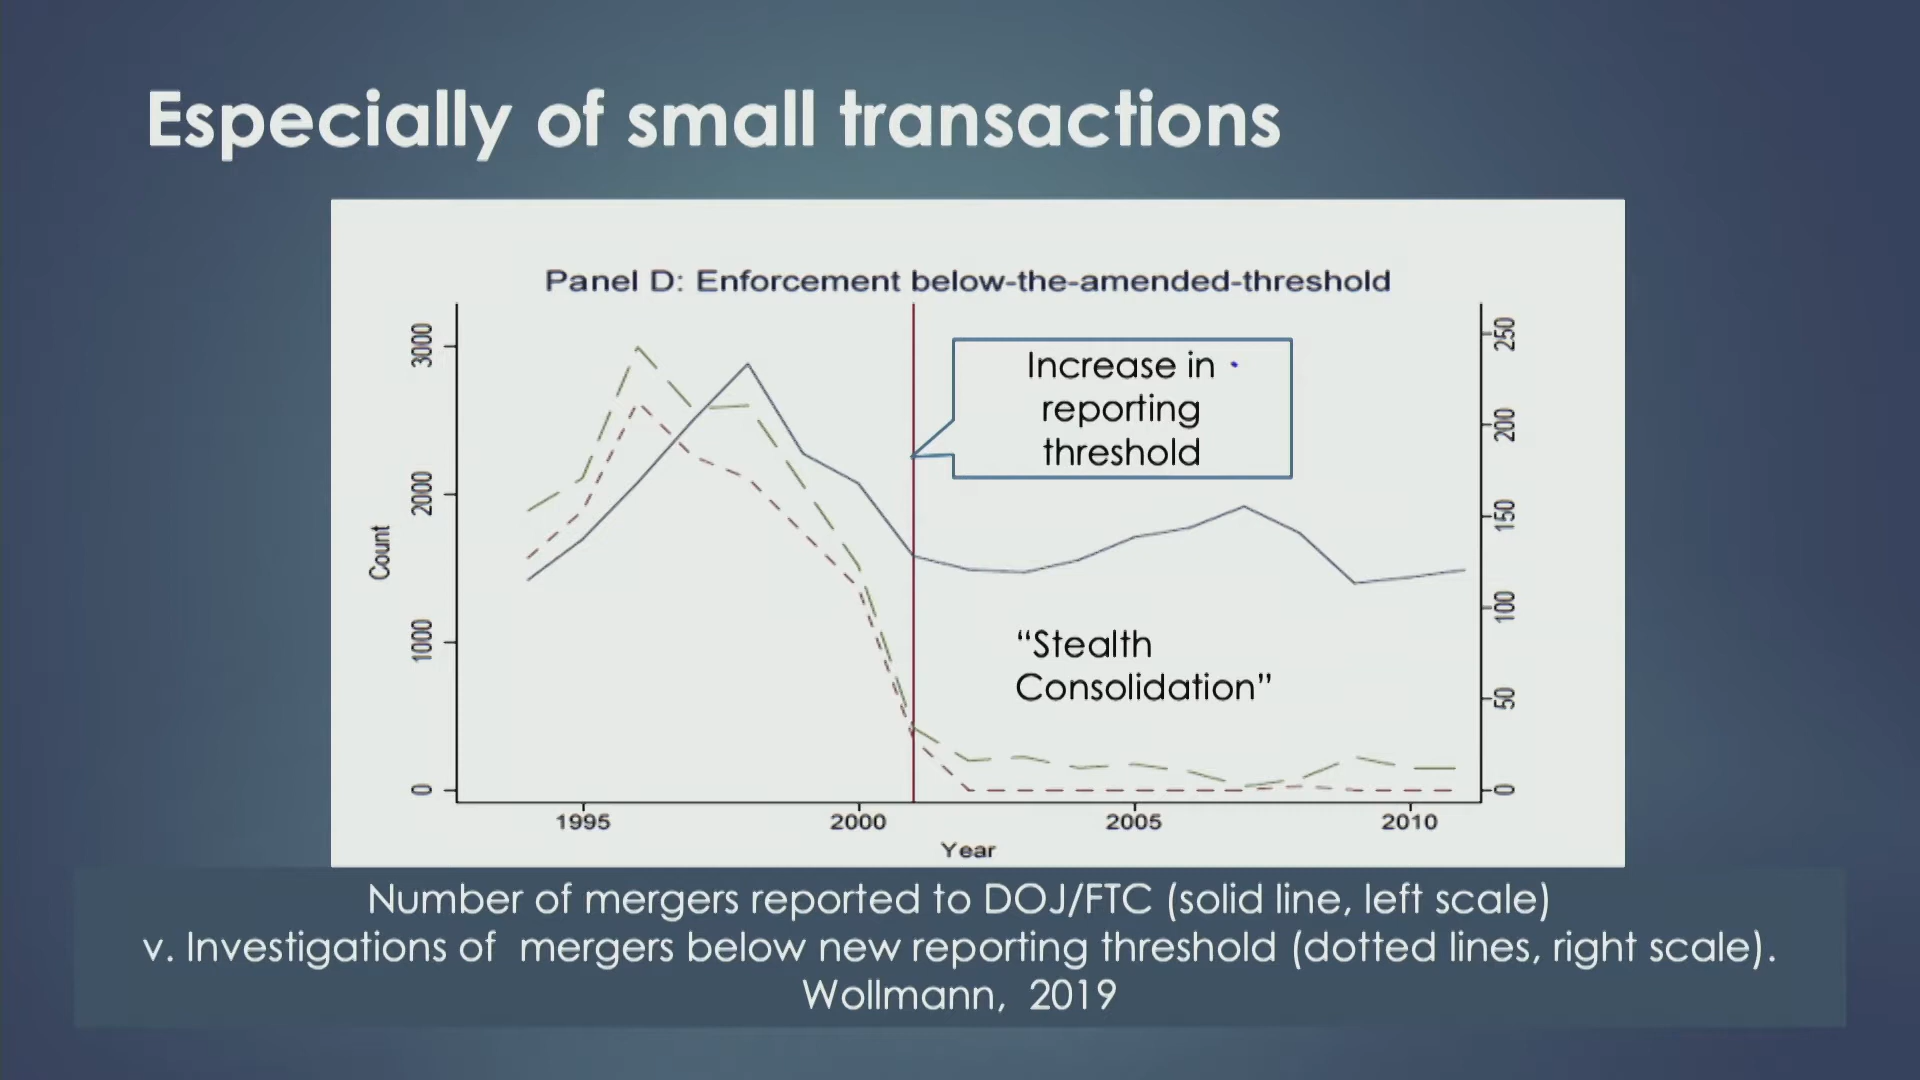 Especially of small transactions
Panel D: Enforcement below-the-amended-threshold
Increase in
reporting
threshold
"Stealth
Consolidation"
Count
3000
2000
1000
0
250
200
150
100
50
0
1995 2000 2005 2010
Year
Number of mergers reported to DOJ/FTC (solid line, left scale)
v. Investigations of mergers below new reporting threshold (dotted lines, right scale).
Wollmann, 2019